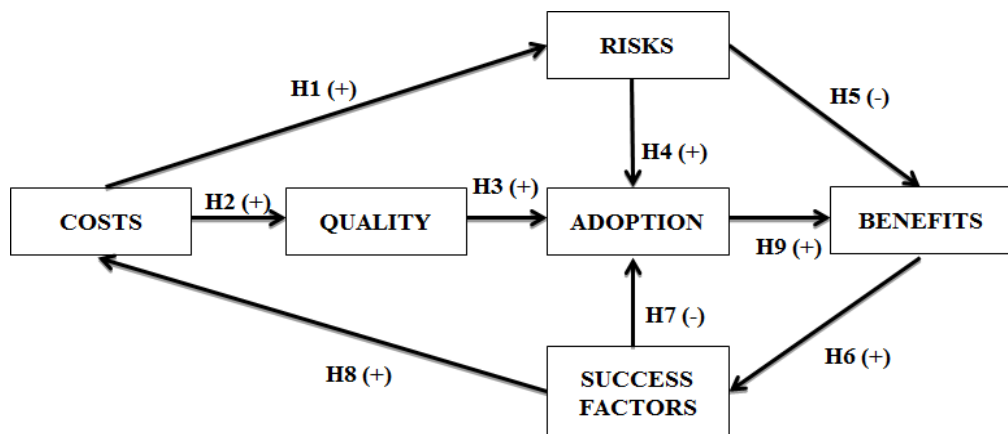 RISKS
H1 (+)
H5 (-)
H4 (+)
H3 (+)
H2 (+)
COSTS
QUALITY
ADOPTION
BENEFITS
H9 (+)
H7 (-)
H6 (+)
H8 (+)
SUCCESS
FACTORS